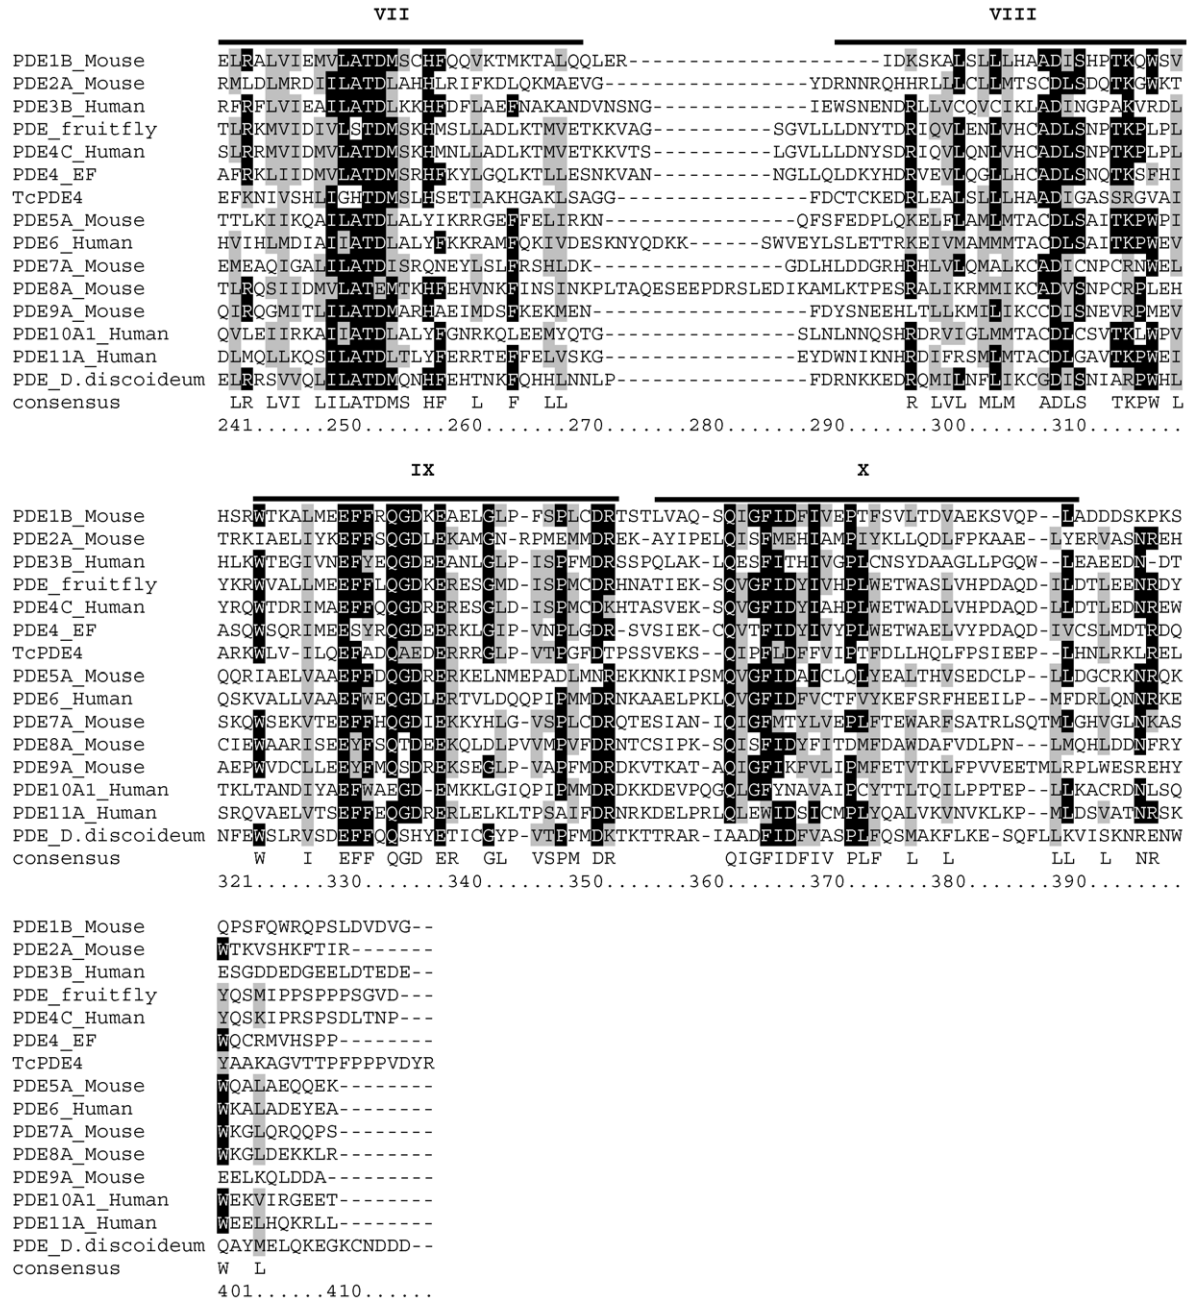 VII VIII
PDE1B_Mouse ELRALVIEMVLATDMSCHFQQVKTMKTALQQLER---------------------IDKSKALSLLLHAADISHPTKQWSV
PDE2A_Mouse RMLDLMRDIILATDLAHHLRIFKDLQKMAEVG---------------YDRNNRQHHRLLLCLLMTSCDLSDQTKGWKT
PDE3B_Human RFRFLVIEAILATDLKKHFDFLAEFNAKANDVNSNG-------------IEWSNENDRLLVCQVCIKLADINGPAKVRDL
PDE_fruitfly TLRKMVIDIVLSTDMSKHMSLLADLKTMVETKKVAG----------SGVLLLDNYTDRIQVLENLVHCADLSNPTKPLPL
PDE4C_Human SLRRMVIDMVLATDMSKHMNLLADLKTMVETKKVTS----------LGVLLLDNYSDRIQVLQNLVHCADLSNPTKPLPL
PDE4_EF AFRKLIIDMVLATDMSRHFKYLGQLKTLLESNKVAN----------NGLLQLDKYHDRVEVLQGLLHCADLSNQTKSFHI
TcPDE4 EFKNIVSHLIGHTDMSLHSETIAKHGAKLSAGG----------------FDCTCKEDRLEALSLLLHAADIGASSRGVAI
PDE5A_Mouse TTLKIIKQAILATDLALYIKRRGEFFELIRKN---------------QFSFEDPLQKELFLAMLMTACDLSAITKPWPI
PDE6_Human HVIHLMDIAIIATDLALYFKKRAMFQKIVDESKNYQDKK-------SWVEYLSLETTRKEIVMAMMMTACDLSAITKPWEV
PDE7A_Mouse EMEAQIGALILATDISRQNEYLSLFRSHLDK----------------GDLHLDDGRHRHLVLQMALKCADICNPCRNWEL
PDE8A_Mouse TLRQSIIDMVLATEMTKHFEHVNKFINSINKPLTAQESEEPDRSLEDIKAMLKTPESRALIKRMMIKCADVSNPCRPLEH
PDE9A_Mouse QIRQGMITLILATDMARHAEIMDSFKEKMEN------------------FDYSNEEHLTLLKMILIKCCDISNEVRPMEV
PDE10A1_Human QVLEIIRKAIIATDLALYFGNRKQLEEMYQTG---------------SLNLNNQSHRDRVIGLMMTACDLCSVTKLWPV
PDE11A_Human DLMQLLKQSILATDLTLYFERRTEFFELVSKG---------------EYDWNIKNHRDIFRSMLMTACDLGAVTKPWEI
PDE_D.discoideum ELRRSVVQLILATDMQNHFEHTNKFQHHLNNLP----------------FDRNKKEDRQMILNFLIKCGDISNIARPWHL
consensus LR LVI LILATDMS HF L F LL R LVL MLM ADLS TKPW L
241......250.......260.......270.......280.......290.......300.......310........
IX X
PDE1B_Mouse HSRWTKALMEEFFRQGDKEAELGLP-FSPLCDRTSTLVAQ-SQIGFIDFIVEPTFSVLTDVAEKSVQP--LADDDSKPKS
PDE2A_Mouse TRKIAELIYKEFFSQGDLEKAMGN-RPMEMMDREK-AYIPELQISFMEHIAMPIYKLLQDLFPKAAE--LYERVASNREH
PDE3B_Human HLKWTEGIVNEFYEQGDEEANLGLP-ISPFMDRSSPQLAK-LQESFITHIVGPLCNSYDAAGLLPGQW--LEAEEDN-DT
PDE_fruitfly YKRWVALLMEEFFLQGDKERESGMD-ISPMCDRHNATIEK-SQVGFIDYIVHPLWETWASLVHPDAQD-ILDTLEENRDY
PDE4C_Human YRQWTDRIMAEFFQQGDRERESGLD-ISPMCDKHTASVEK-SQVGFIDYIAHPLWETWADLVHPDAQD-LLDTLEDNREW
PDE4_EF ASQWSQRIMEESYRQGDEERKLGIP-VNPLGDR-SVSIEK-CQVTFIDYIVYPLWETWAELVYPDAQD-IVCSLMDTRDQ
TcPDE4 ARKWLV-ILQEFADQAEDERRRGLP-VTPGFDTPSSVEKS--QIPFLDFFVIPTFDLLHQLFPSIEEP--LHNLRKLREL
PDE5A_Mouse QQRIAELVAAEFFDQGDRERKELNMEPADLMNREKKNKIPSMQVGFIDAICLQLYEALTHVSEDCLP--LLDGCRKNRQK
PDE6_Human QSKVALLVAAEFWEQGDLERTVLDQQPIPMMDRNKAAELPKLQVGFIDFVCTFVYKEFSRFHEEILP--MFDRLQNNRKE
PDE7A_Mouse SKQWSEKVTEEFFHQGDIEKKYHLG-VSPLCDRQTESIAN-IQIGFMTYLVEPLFTEWARFSATRLSQTMLGHVGLNKAS
PDE8A_Mouse CIEWAARISEEYFSQTDEEKQLDLPVVMPVFDRNTCSIPK-SQISFIDYFITDMFDAWDAFVDLPN---LMQHLDDNFRY
PDE9A_Mouse AEPWVDCLLEEYFMQSDREKSEGLP-VAPFMDRDKVTKAT-AQIGFIKFVLIPMFETVTKLFPVVEETMLRPLWESREHY
PDE10A1_Human TKLTANDIYAEFWAEGD-EMKKLGIQPIPMMDRDKKDEVPQGQLGFYNAVAIPCYTTLTQILPPTEP--LLKACRDNLSQ
PDE11A_Human SRQVAELVTSEFFEQGDRERLELKLTPSAIFDRNRKDELPRLQLEWIDSICMPLYQALVKVNVKLKP--MLDSVATNRSK
PDE_D.discoideum NFEWSLRVSDEFFQQSHYETICGYP-VTPFMDKTKTTRAR-IAADFIDFVASPLFQSMAKFLKE-SQFLLKVISKNRENW
consensus W I EFF QGD ER GL VSPM DR QIGFIDFIV PLF L L LL L NR
321......330.......340.......350.......360.......370.......380.......390.........
PDE1B_Mouse QPSFQWRQPSLDVDVG--
PDE2A_Mouse WTKVSHKFTIR-------
PDE3B_Human ESGDDEDGEELDTEDE--
PDE_fruitfly YQSMIPPSPPPSGVD---
PDE4C_Human YQSKIPRSPSDLTNP---
PDE4_EF WQCRMVHSPP--------
TcPDE4 YAAKAGVTTPFPPPVDYR
PDE5A_Mouse WQALAEQQEK--------
PDE6_Human WKALADEYEA--------
PDE7A_Mouse WKGLQRQQPS--------
PDE8A_Mouse WKGLDEKKLR--------
PDE9A_Mouse EELKQLDDA---------
PDE10A1_Human WEKVIRGEET--------
PDE11A_Human WEELHQKRLL--------
PDE_D.discoideum QAYMELQKEGKCNDDD--
consensus W L
401......410......